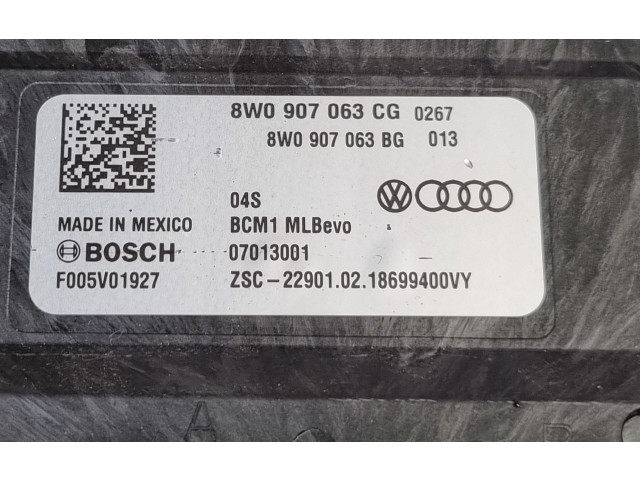 8W0 907 063 CG 0267
8W0 907 063 BG 013
04S
MADE IN MEXICO BCM1 MLBevo
BOSCH 07013001
F005V01927 ZSC-22901.02.18699400VY
A
B